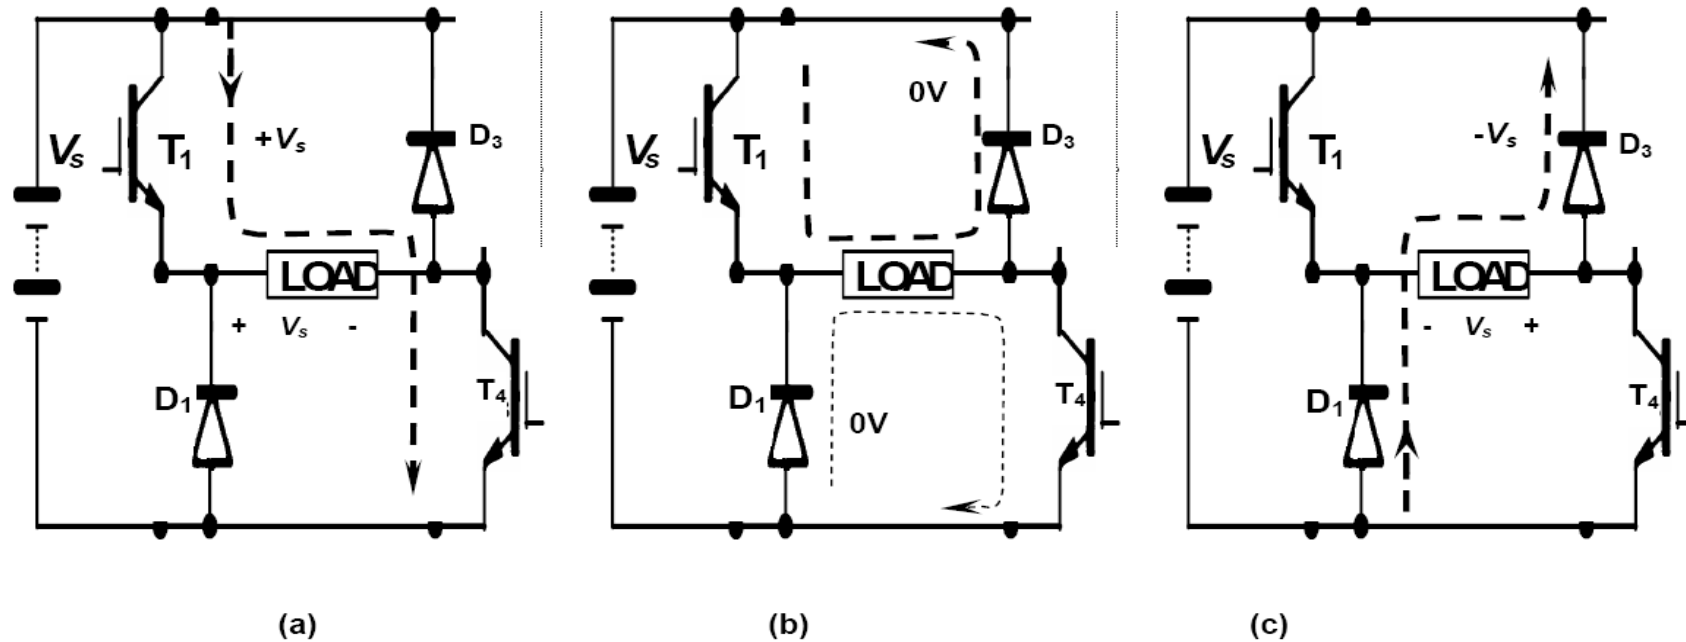 Vs T1 +Vs D3
LOAD
+ Vs -
D1 T4
Vs T1 0V D3
LOAD
D1 0V T4
Vs T1 -Vs D3
LOAD
- Vs +
D1 T4
(a) (b) (c)